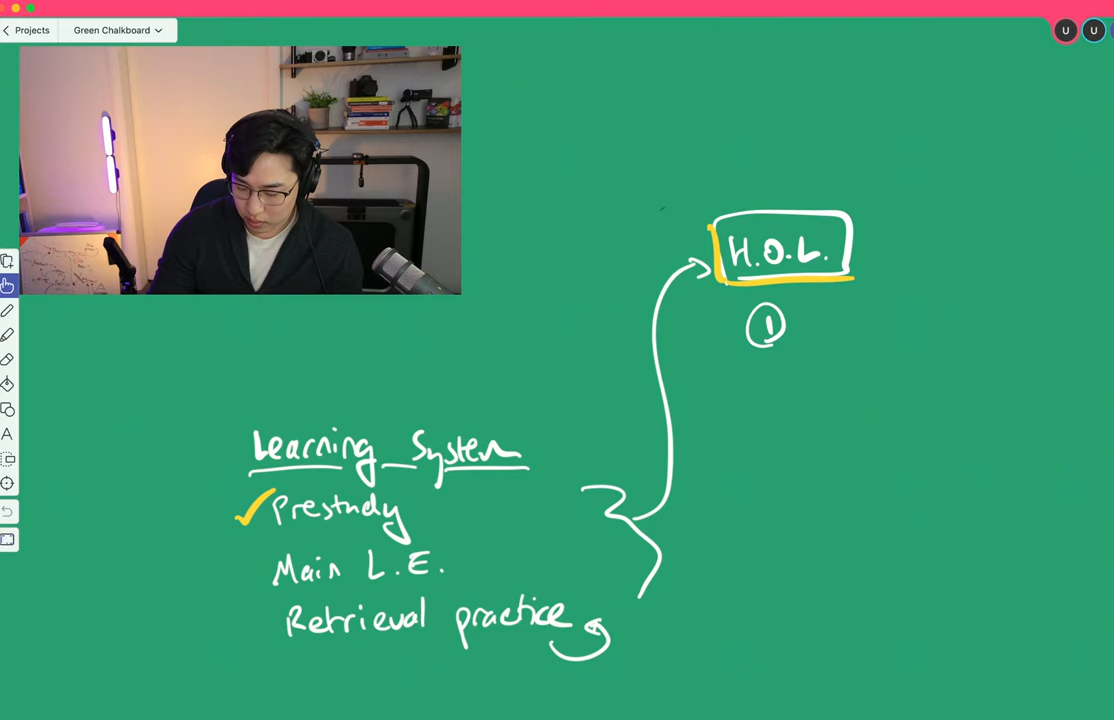 Projects
Green Chalkboard
U
U
H.O.L.
1
Learning System
Prestudy
Main L.E.
Retrieval practice
A